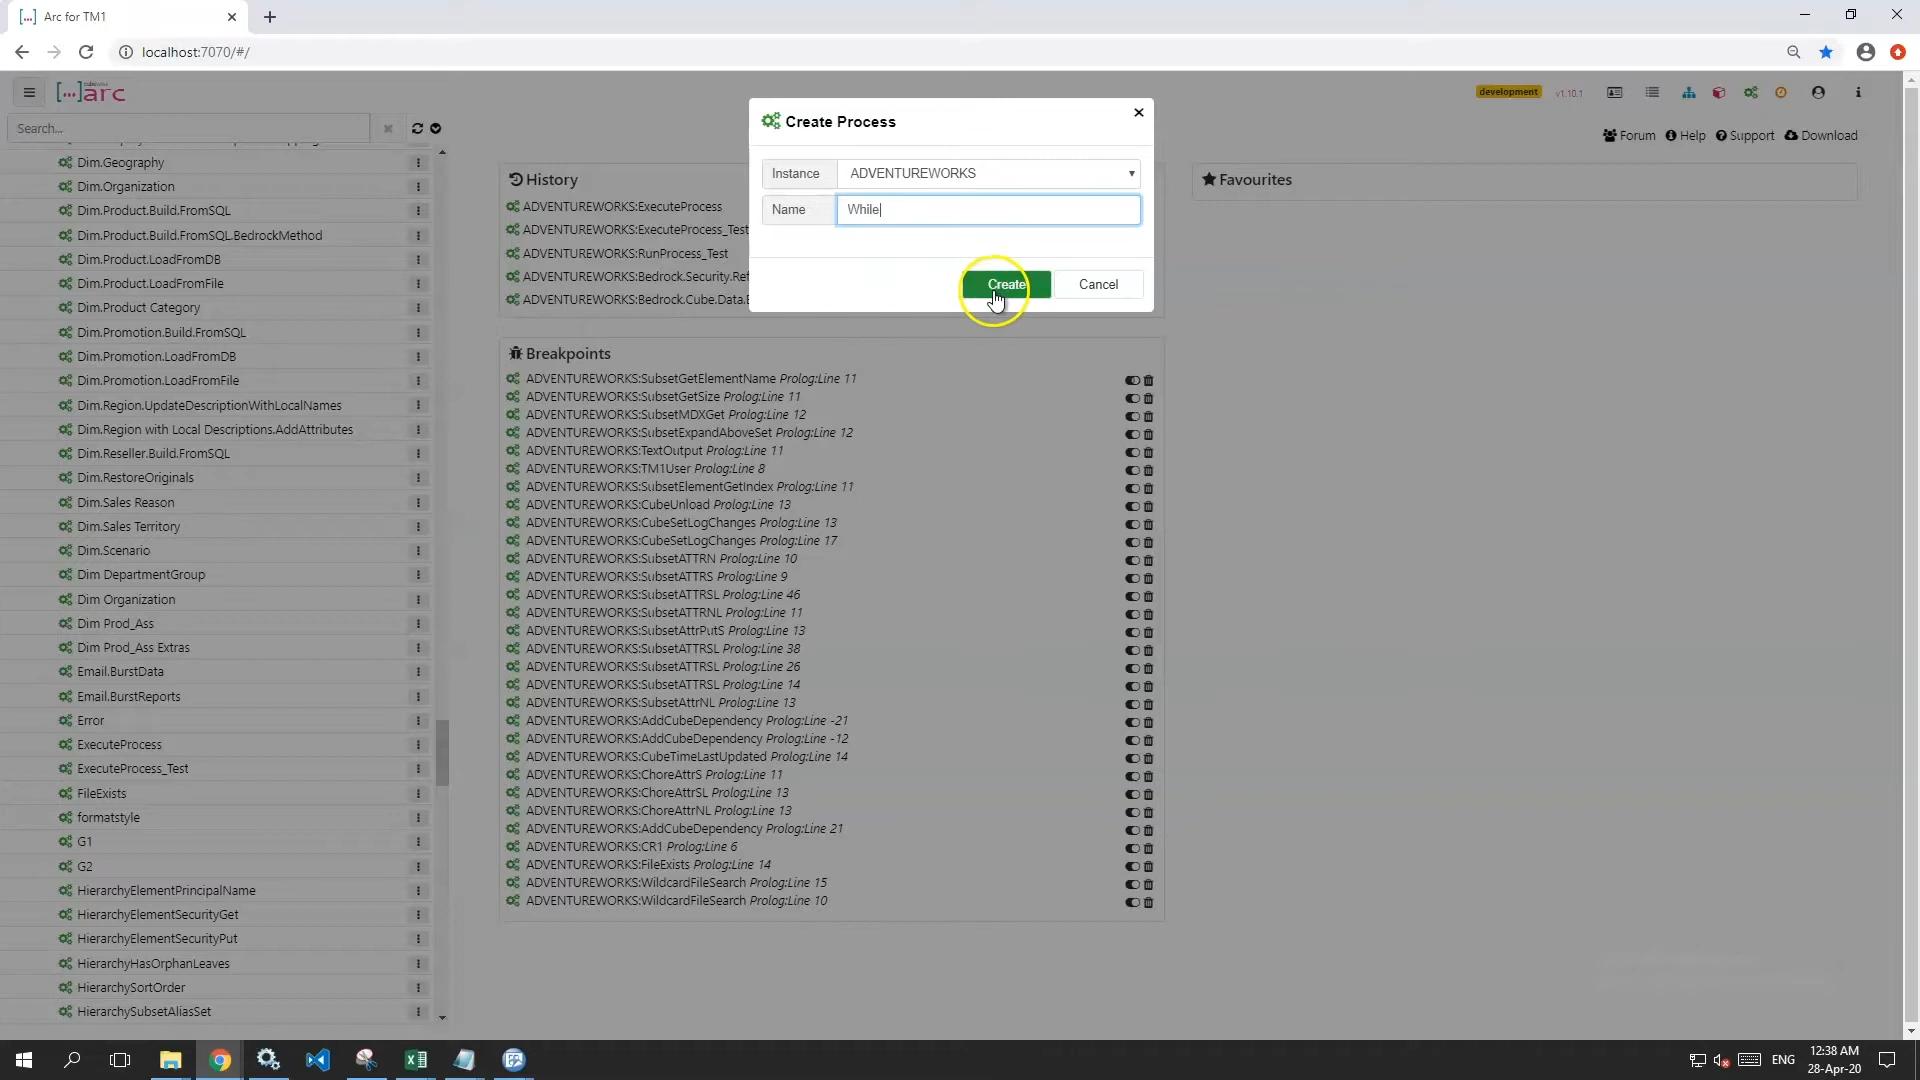 Arc for TM1
localhost:7070/#/
cubewise
[...]arc
development
v1.10.1
Search...
Forum
Help
Support
Download
Dim.Geography
Dim.Organization
Dim.Product.Build.FromSQL
Dim.Product.Build.FromSQL.BedrockMethod
Dim.Product.LoadFromDB
Dim.Product.LoadFromFile
Dim.Product Category
Dim.Promotion.Build.FromSQL
Dim.Promotion.LoadFromDB
Dim.Promotion.LoadFromFile
Dim.Region.UpdateDescriptionWithLocalNames
Dim.Region with Local Descriptions.AddAttributes
Dim.Reseller.Build.FromSQL
Dim.RestoreOriginals
Dim.Sales Reason
Dim.Sales Territory
Dim.Scenario
Dim DepartmentGroup
Dim Organization
Dim Prod_Ass
Dim Prod_Ass Extras
Email.BurstData
Email.BurstReports
Error
ExecuteProcess
ExecuteProcess_Test
FileExists
formatstyle
G1
G2
HierarchyElementPrincipalName
HierarchyElementSecurityGet
HierarchyElementSecurityPut
HierarchyHasOrphanLeaves
HierarchySortOrder
HierarchySubsetAliasSet
History
ADVENTUREWORKS:ExecuteProcess
ADVENTUREWORKS:ExecuteProcess_Test
ADVENTUREWORKS:RunProcess_Test
ADVENTUREWORKS:Bedrock.Security.Ref
ADVENTUREWORKS:Bedrock.Cube.Data.E
Create Process
Instance ADVENTUREWORKS
Name While
Create Cancel
Favourites
Breakpoints
ADVENTUREWORKS:SubsetGetElementName Prolog:Line 11
ADVENTUREWORKS:SubsetGetSize Prolog:Line 11
ADVENTUREWORKS:SubsetMDXGet Prolog:Line 12
ADVENTUREWORKS:SubsetExpandAboveSet Prolog:Line 12
ADVENTUREWORKS:TextOutput Prolog:Line 11
ADVENTUREWORKS:TM1User Prolog:Line 8
ADVENTUREWORKS:SubsetElementGetIndex Prolog:Line 11
ADVENTUREWORKS:CubeUnload Prolog:Line 13
ADVENTUREWORKS:CubeSetLogChanges Prolog:Line 13
ADVENTUREWORKS:CubeSetLogChanges Prolog:Line 17
ADVENTUREWORKS:SubsetATTRN Prolog:Line 10
ADVENTUREWORKS:SubsetATTRS Prolog:Line 9
ADVENTUREWORKS:SubsetATTRSL Prolog:Line 46
ADVENTUREWORKS:SubsetATTRNL Prolog:Line 11
ADVENTUREWORKS:SubsetAttrPutS Prolog:Line 13
ADVENTUREWORKS:SubsetATTRSL Prolog:Line 38
ADVENTUREWORKS:SubsetATTRSL Prolog:Line 26
ADVENTUREWORKS:SubsetATTRSL Prolog:Line 14
ADVENTUREWORKS:SubsetAttrNL Prolog:Line 13
ADVENTUREWORKS:AddCubeDependency Prolog:Line -21
ADVENTUREWORKS:AddCubeDependency Prolog:Line -12
ADVENTUREWORKS:CubeTimeLastUpdated Prolog:Line 14
ADVENTUREWORKS:ChoreAttrS Prolog:Line 11
ADVENTUREWORKS:ChoreAttrSL Prolog:Line 13
ADVENTUREWORKS:ChoreAttrNL Prolog:Line 13
ADVENTUREWORKS:AddCubeDependency Prolog:Line 21
ADVENTUREWORKS:CR1 Prolog:Line 6
ADVENTUREWORKS:FileExists Prolog:Line 14
ADVENTUREWORKS:WildcardFileSearch Prolog:Line 15
ADVENTUREWORKS:WildcardFileSearch Prolog:Line 10
ENG
12:38 AM
28-Apr-20